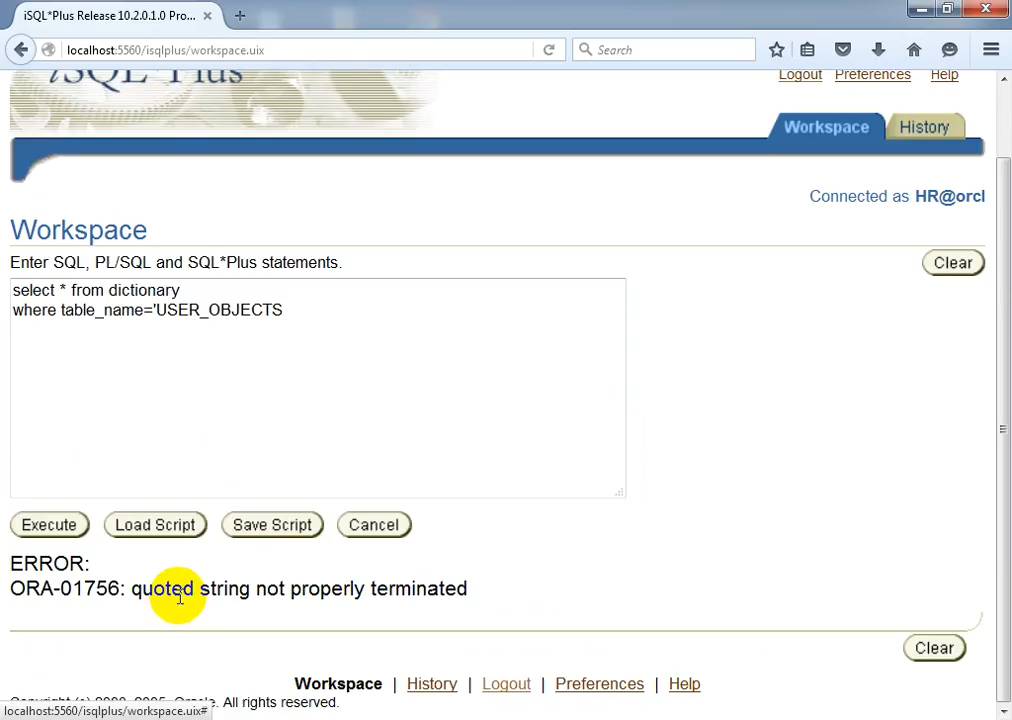 iSQL*Plus Release 10.2.0.1.0 Pro...
localhost:5560/isqlplus/workspace.uix
Search
iSQL*Plus
Logout Preferences Help
Workspace History
Connected as HR@orcl
Workspace
Enter SQL, PL/SQL and SQL*Plus statements.
Clear
select * from dictionary
where table_name='USER_OBJECTS
Execute Load Script Save Script Cancel
ERROR:
ORA-01756: quoted string not properly terminated
Clear
Workspace | History | Logout | Preferences | Help
Oracle. All rights reserved.
localhost:5560/isqlplus/workspace.uix#